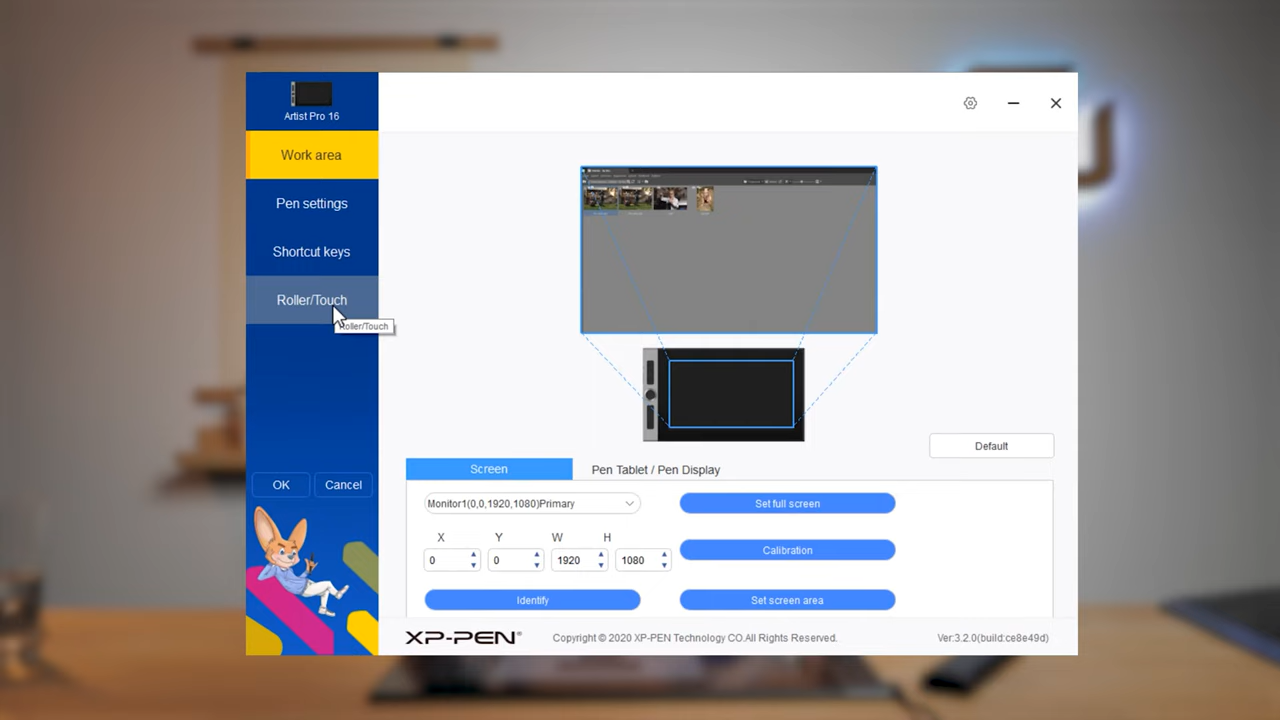 Artist Pro 16
Work area
Pen settings
Shortcut keys
Roller/Touch
Roller/Touch
OK
Cancel
Default
Screen
Pen Tablet / Pen Display
Monitor1(0,0,1920,1080)Primary
Set full screen
X Y W H
0 0 1920 1080
Calibration
Identify
Set screen area
XP-PEN®
Copyright © 2020 XP-PEN Technology CO.All Rights Reserved.
Ver:3.2.0(build:ce8e49d)